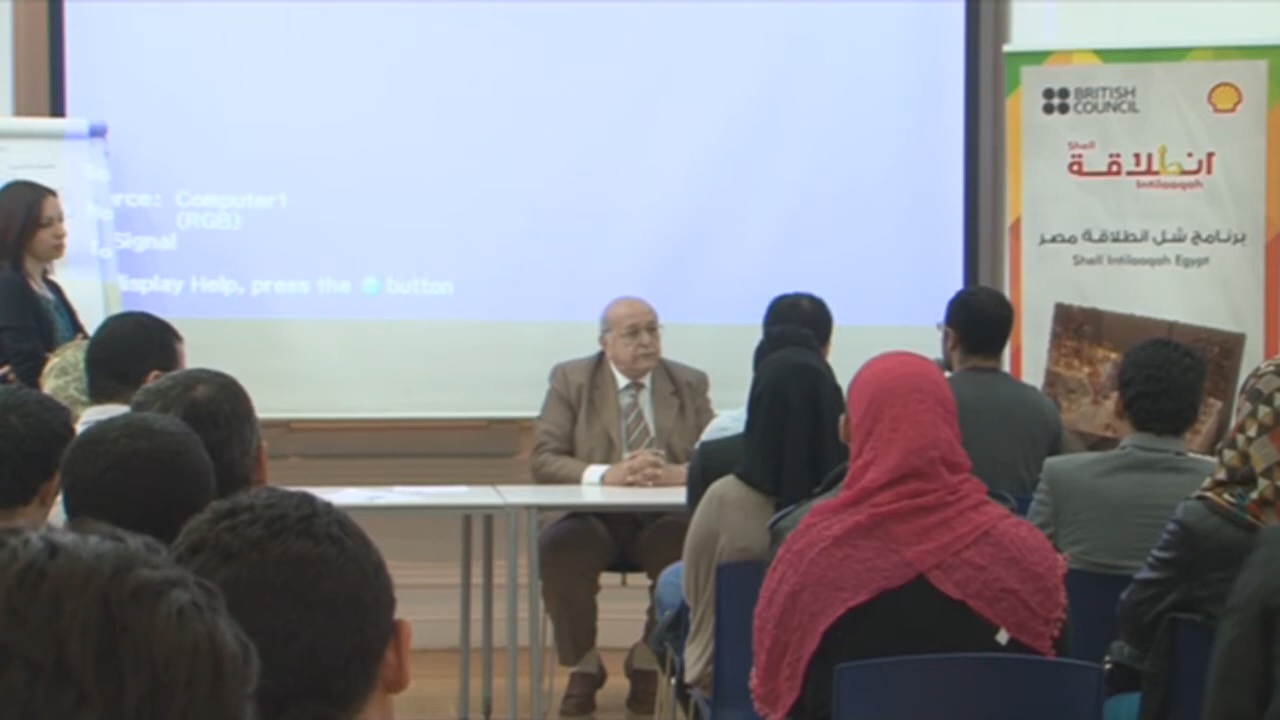 rce: Computer1
(RGB)
Signal
isplay Help, press the button
BRITISH
COUNCIL
Shell
انطلاقة
Intilaaqah
برنامج شل انطلاقة مصر
Shell Intilaaqah Egypt